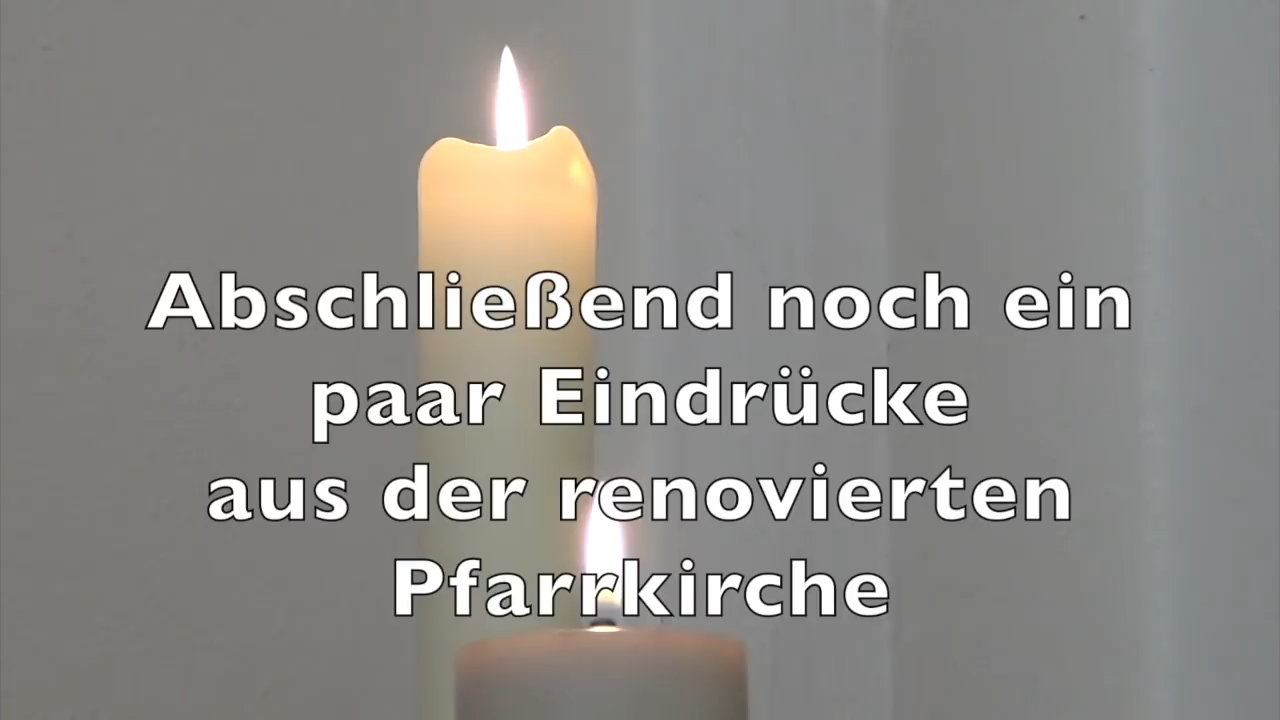 Abschließend noch ein
paar Eindrücke
aus der renovierten
Pfarrkirche